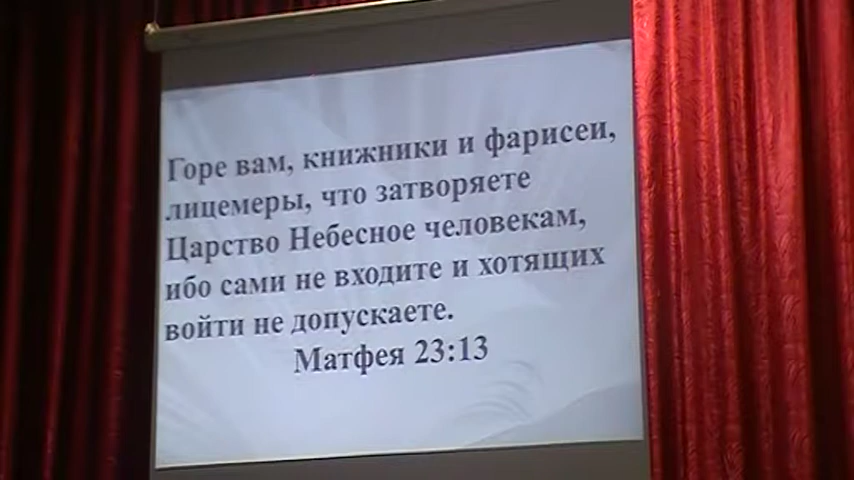 Горе вам, книжники и фарисеи,
лицемеры, что затворяете
Царство Небесное человекам,
ибо сами не входите и хотящих
войти не допускаете.
Матфея 23:13